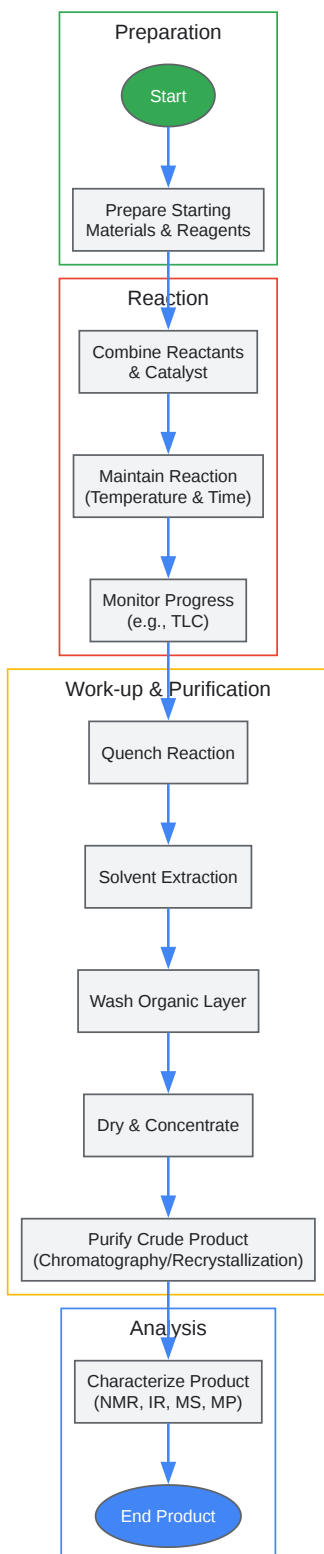 Preparation
Start
Prepare Starting
Materials & Reagents
Reaction
Combine Reactants
& Catalyst
Maintain Reaction
(Temperature & Time)
Monitor Progress
(e.g., TLC)
Work-up & Purification
Quench Reaction
Solvent Extraction
Wash Organic Layer
Dry & Concentrate
Purify Crude Product
(Chromatography/Recrystallization)
Analysis
Characterize Product
(NMR, IR, MS, MP)
End Product